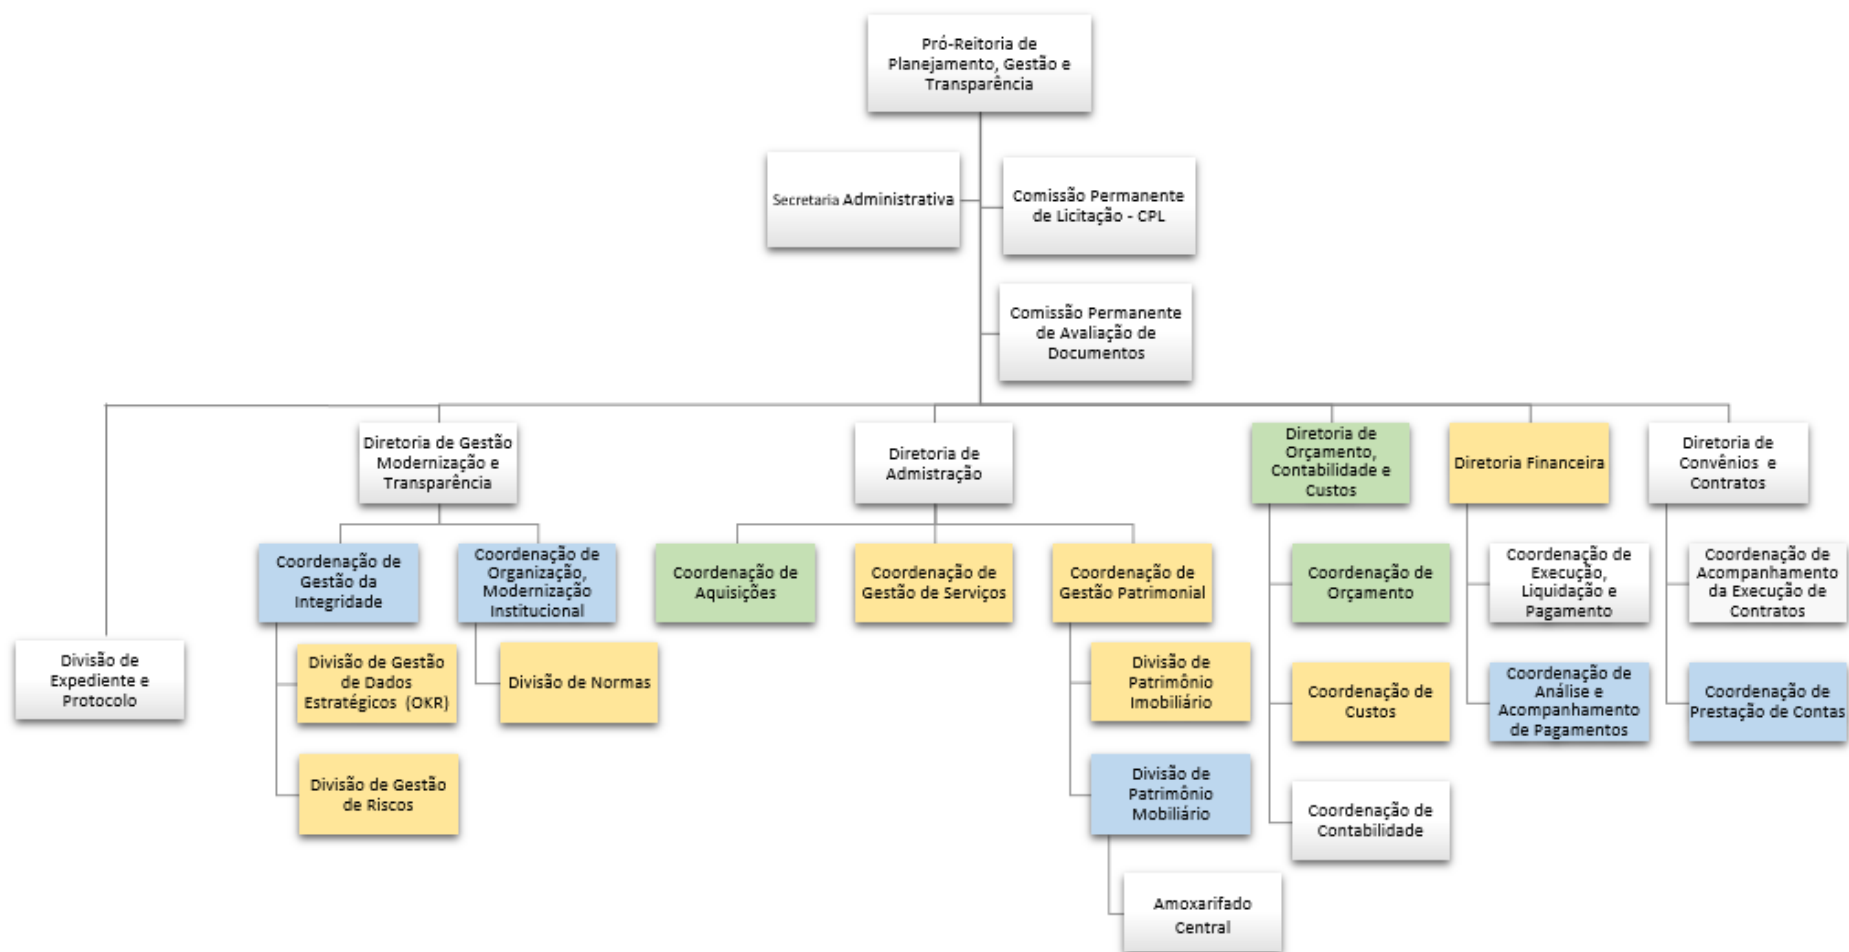 Pró-Reitoria de
Planejamento, Gestão e
Transparência
Secretaria Administrativa
Comissão Permanente
de Licitação - CPL
Comissão Permanente
de Avaliação de
Documentos
Diretoria de Gestão
Modernização e
Transparência
Diretoria de
Admistração
Diretoria de
Orçamento,
Contabilidade e
Custos
Diretoria Financeira
Diretoria de
Convênios e
Contratos
Coordenação de
Gestão da
Integridade
Coordenação de
Organização,
Modernização
Institucional
Coordenação de
Aquisições
Coordenação de
Gestão de Serviços
Coordenação de
Gestão Patrimonial
Coordenação de
Orçamento
Coordenação de
Execução,
Liquidação e
Pagamento
Coordenação de
Acompanhamento
da Execução de
Contratos
Divisão de
Expediente e
Protocolo
Divisão de Gestão
de Dados
Estratégicos (OKR)
Divisão de Normas
Divisão de
Patrimônio
Imobiliário
Coordenação de
Custos
Coordenação de
Análise e
Acompanhamento
de Pagamentos
Coordenação de
Prestação de Contas
Divisão de Gestão
de Riscos
Divisão de
Patrimônio
Mobiliário
Coordenação de
Contabilidade
Amoxarifado
Central